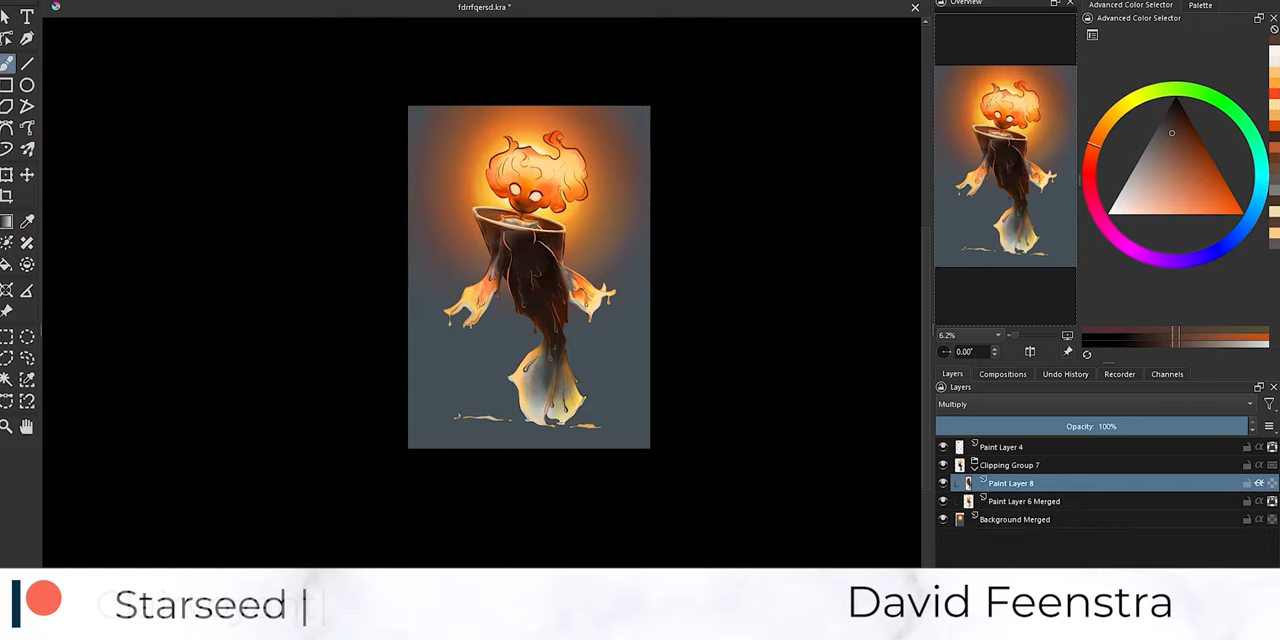 fdrrfqersd.kra *
Overview
Advanced Color Selector Palette
Advanced Color Selector
6.2%
0.00°
Layers Compositions Undo History Recorder Channels
Layers
Multiply
Opacity: 100%
Paint Layer 4
Clipping Group 7
Paint Layer 8
Paint Layer 6 Merged
Background Merged
Starseed |
David Feenstra